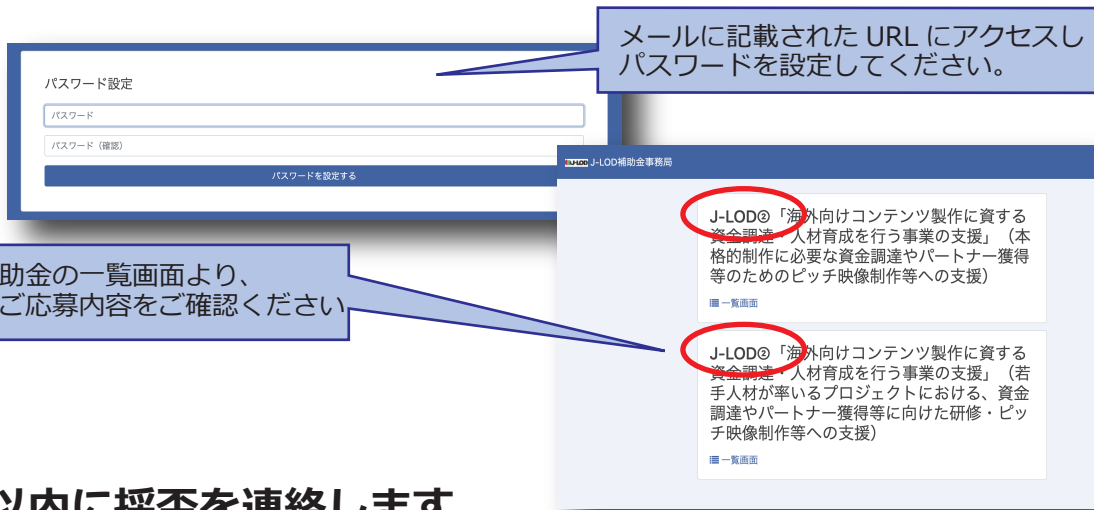 メールに記載された URL にアクセスし
パスワードを設定してください。
パスワード設定
パスワード
パスワード（確認）
パスワードを設定する
J-LOD J-LOD補助金事務局
J-LOD②「海外向けコンテンツ製作に資する
資金調達・人材育成を行う事業の支援」（本
格的制作に必要な資金調達やパートナー獲得
等のためのピッチ映像制作等への支援）
一覧画面
助金の一覧画面より、
ご応募内容をご確認ください
J-LOD②「海外向けコンテンツ製作に資する
資金調達・人材育成を行う事業の支援」（若
手人材が率いるプロジェクトにおける、資金
調達やパートナー獲得等に向けた研修・ピッ
チ映像制作等への支援）
一覧画面
以内に採否を連絡します